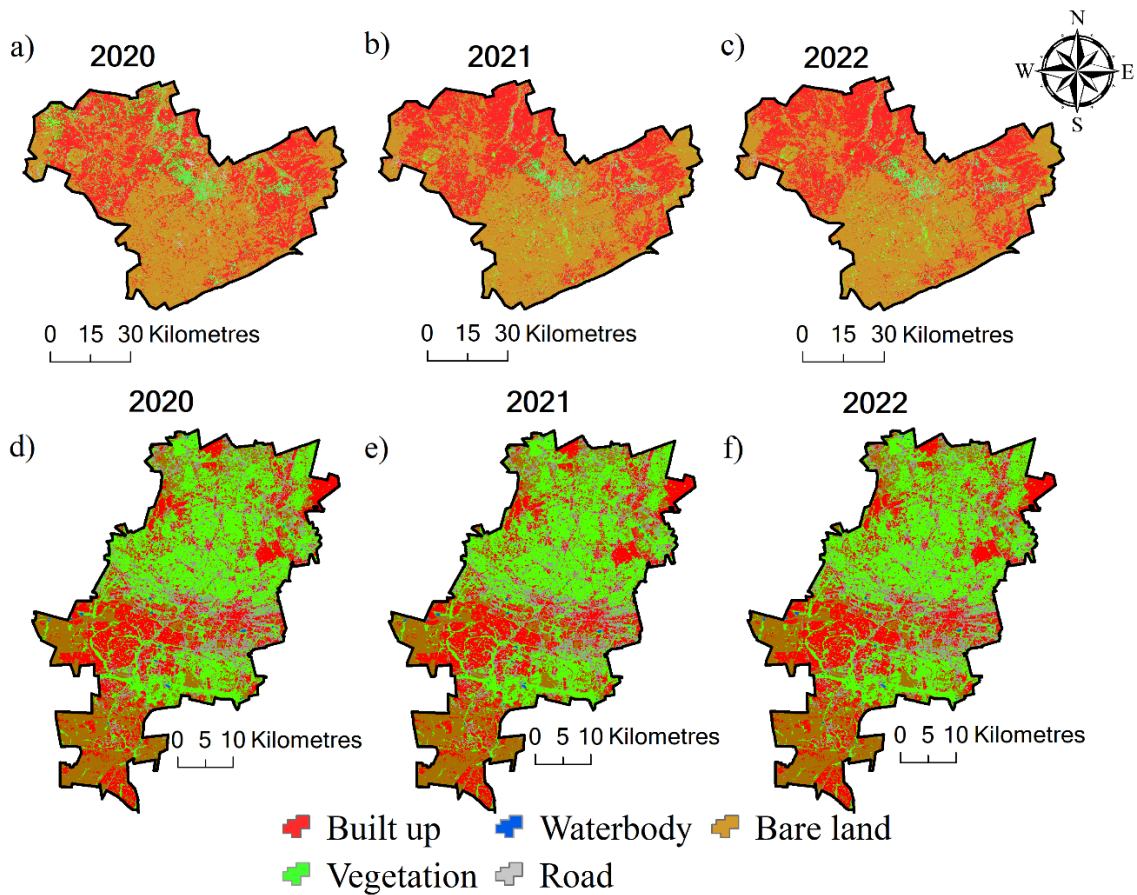 a) 2020
b) 2021
c) 2022
N
W E
S
0 15 30 Kilometres
0 15 30 Kilometres
0 15 30 Kilometres
d) 2020
e) 2021
f) 2022
0 5 10 Kilometres
0 5 10 Kilometres
0 5 10 Kilometres
Built up Waterbody Bare land
Vegetation Road